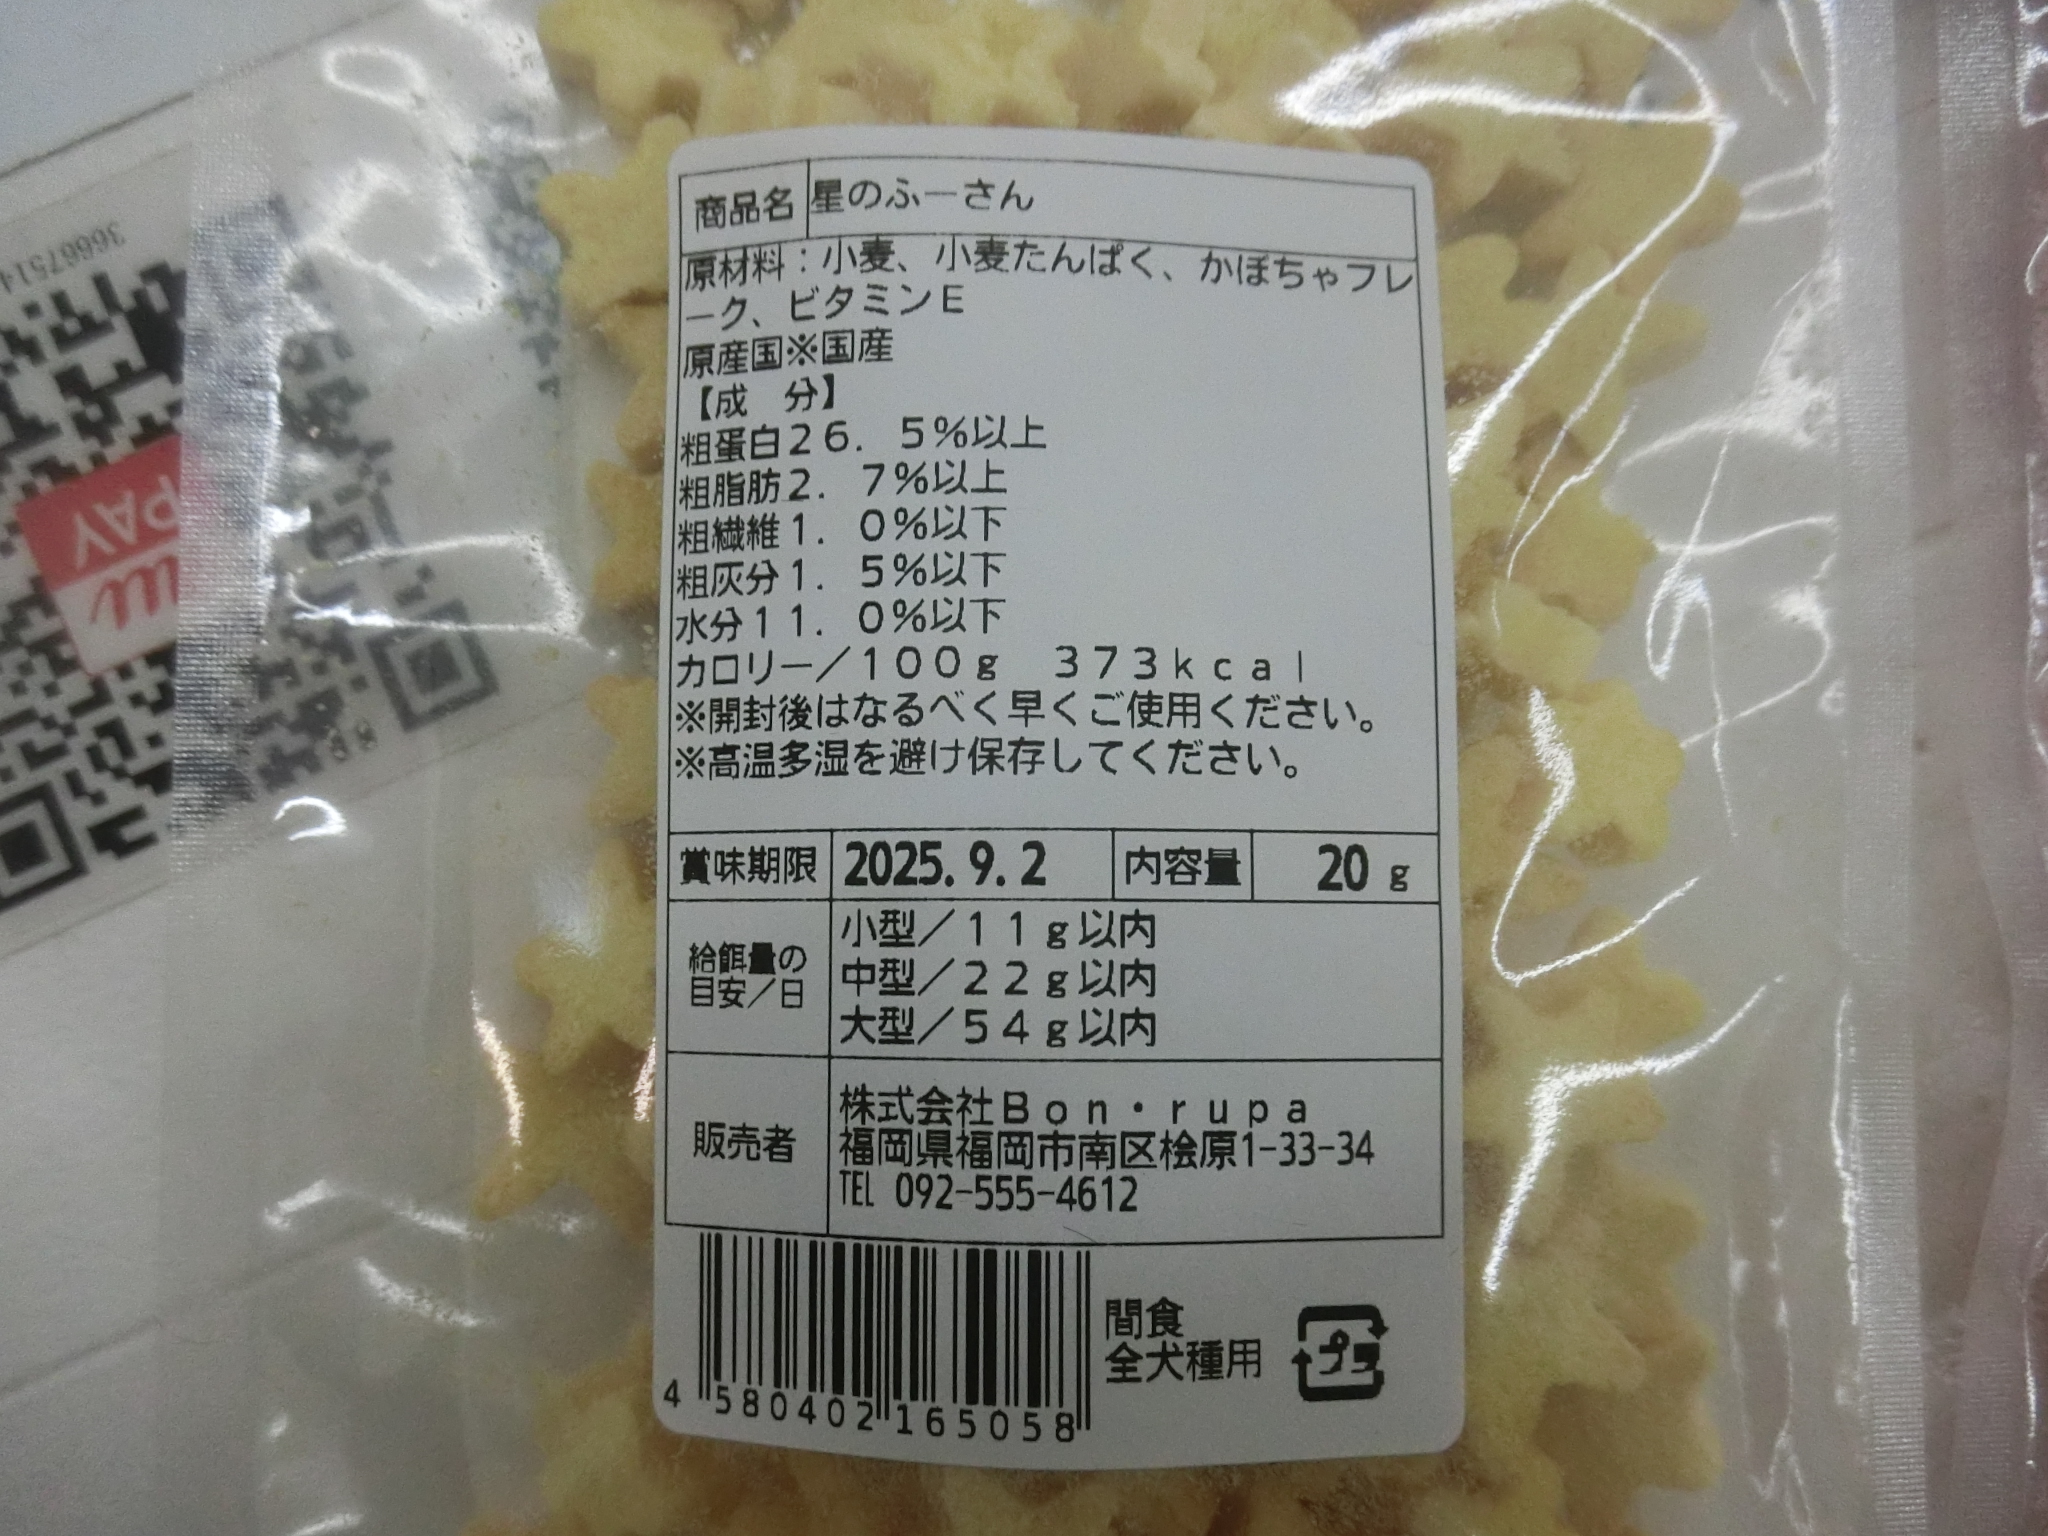 商品名 星のふーさん
原材料：小麦、小麦たんぱく、かぼちゃフレ
ーク、ビタミンE
原産国※国産
【成　分】
粗蛋白２６．５％以上
粗脂肪２．７％以上
粗繊維１．０％以下
粗灰分１．５％以下
水分１１．０％以下
カロリー／１００ｇ　３７３ｋｃａｌ
※開封後はなるべく早くご使用ください。
※高温多湿を避け保存してください。
賞味期限 2025.9.2 内容量 20 g
給餌量の
目安／日
小型／１１ｇ以内
中型／２２ｇ以内
大型／５４ｇ以内
販売者
株式会社Ｂｏｎ・ｒｕｐａ
福岡県福岡市南区桧原1-33-34
TEL 092-555-4612
4 580402 165058
間食
全犬種用
プラ
PAY